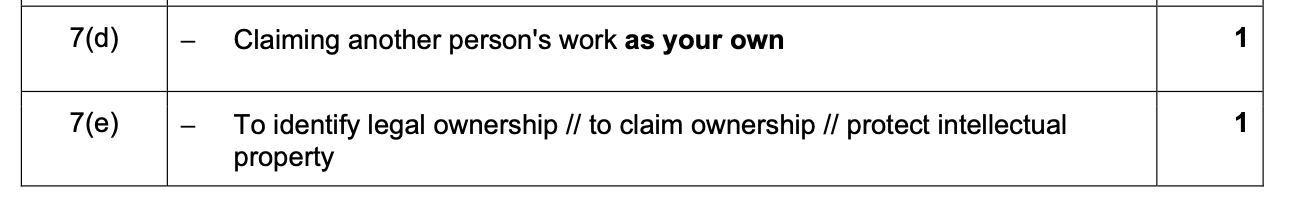 7(d) – Claiming another person's work as your own 1
7(e) – To identify legal ownership // to claim ownership // protect intellectual 1
property